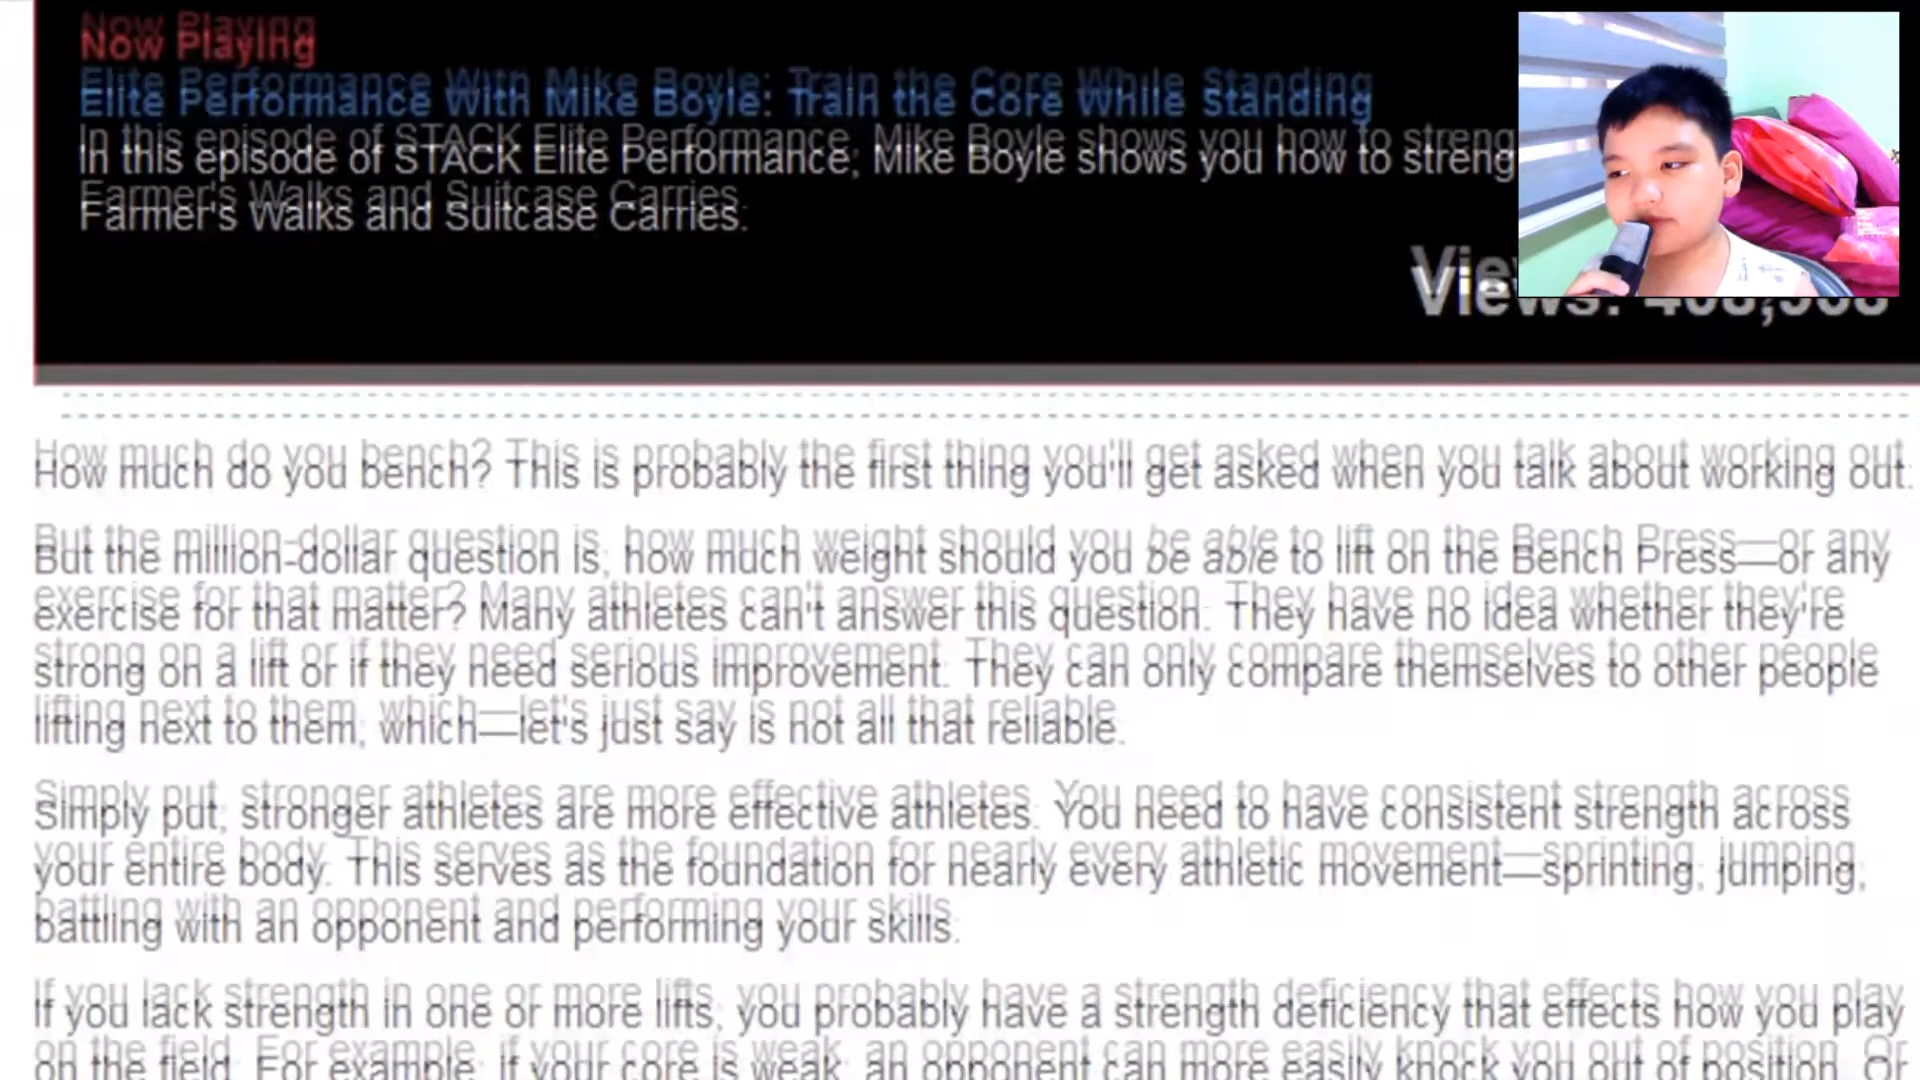 Now Playing
Elite Performance With Mike Boyle: Train the Core While Standing
In this episode of STACK Elite Performance, Mike Boyle shows you how to streng
Farmer's Walks and Suitcase Carries.
Views:
How much do you bench? This is probably the first thing you'll get asked when you talk about working out.
But the million-dollar question is, how much weight should you be able to lift on the Bench Press—or any
exercise for that matter? Many athletes can't answer this question. They have no idea whether they're
strong on a lift or if they need serious improvement. They can only compare themselves to other people
lifting next to them, which—let's just say is not all that reliable.
Simply put, stronger athletes are more effective athletes. You need to have consistent strength across
your entire body. This serves as the foundation for nearly every athletic movement—sprinting, jumping,
battling with an opponent and performing your skills.
If you lack strength in one or more lifts, you probably have a strength deficiency that effects how you play
on the field. For example, if your core is weak, an opponent can more easily knock you out of position. Or